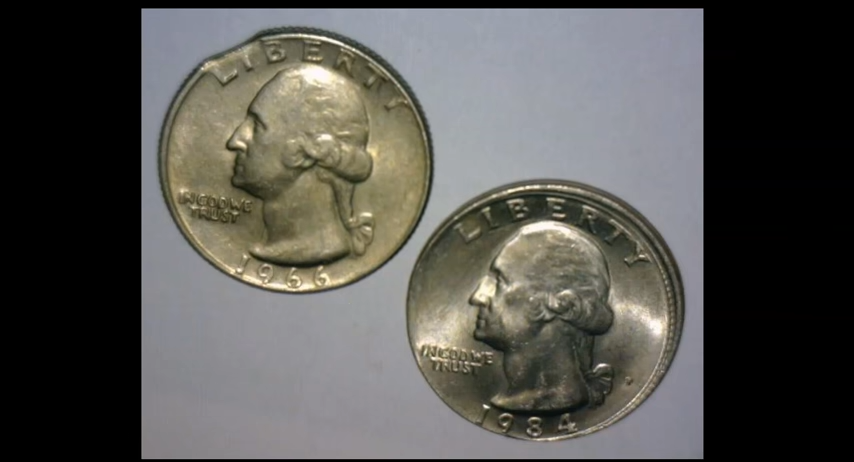 LIBERTY
IN GOD WE
TRUST
1966
LIBERTY
IN GOD WE
TRUST
P
1984